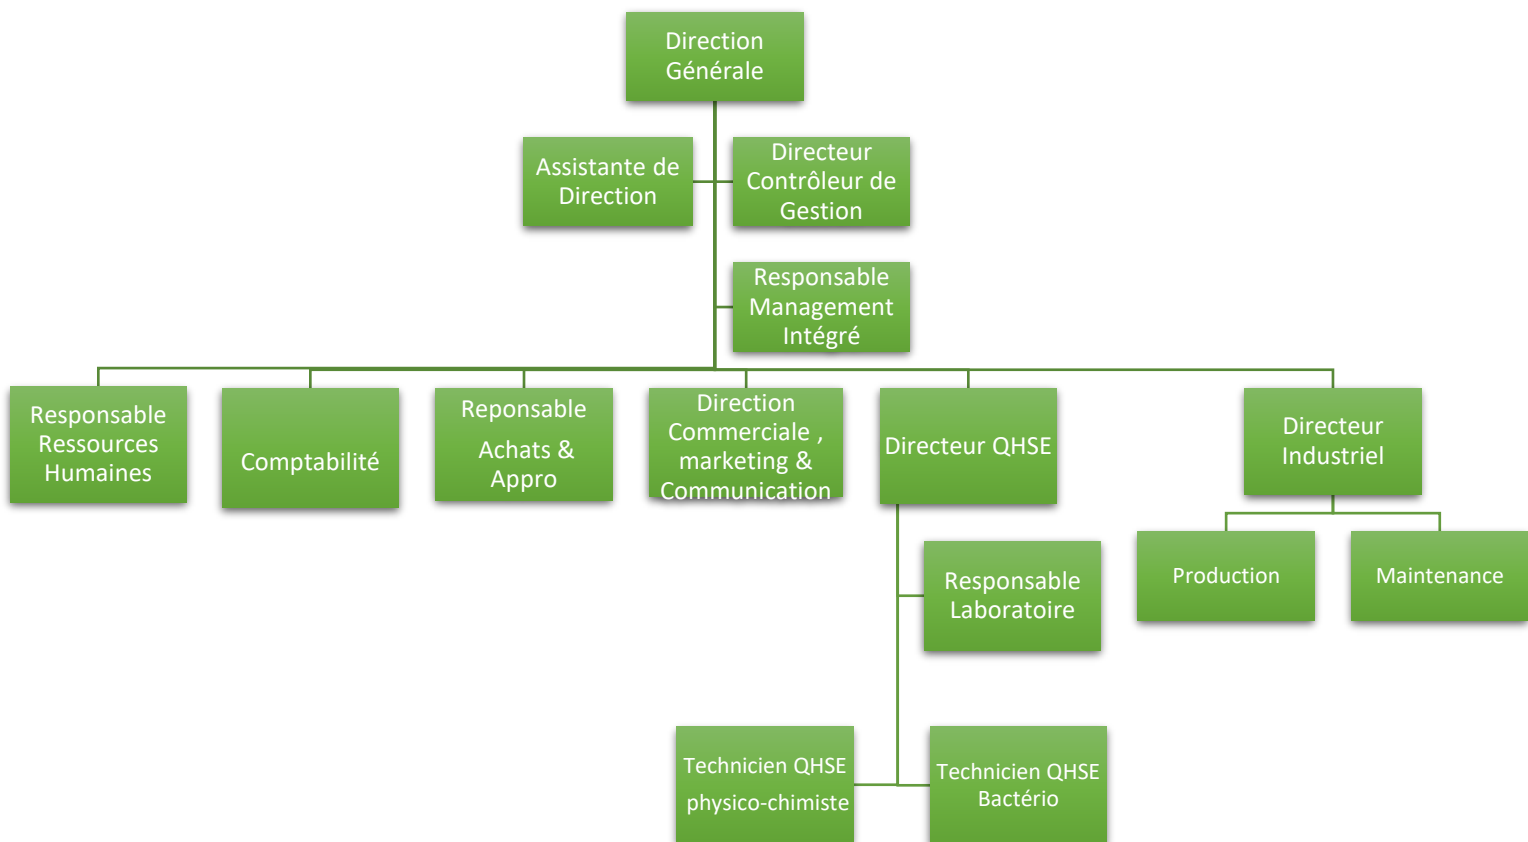 Direction
Générale
Assistante de
Direction
Directeur
Contrôleur de
Gestion
Responsable
Management
Intégré
Responsable
Ressources
Humaines
Comptabilité
Reponsable
Achats &
Appro
Direction
Commerciale ,
marketing &
Communication
Directeur QHSE
Directeur
Industriel
Responsable
Laboratoire
Production
Maintenance
Technicien QHSE
physico-chimiste
Technicien QHSE
Bactério